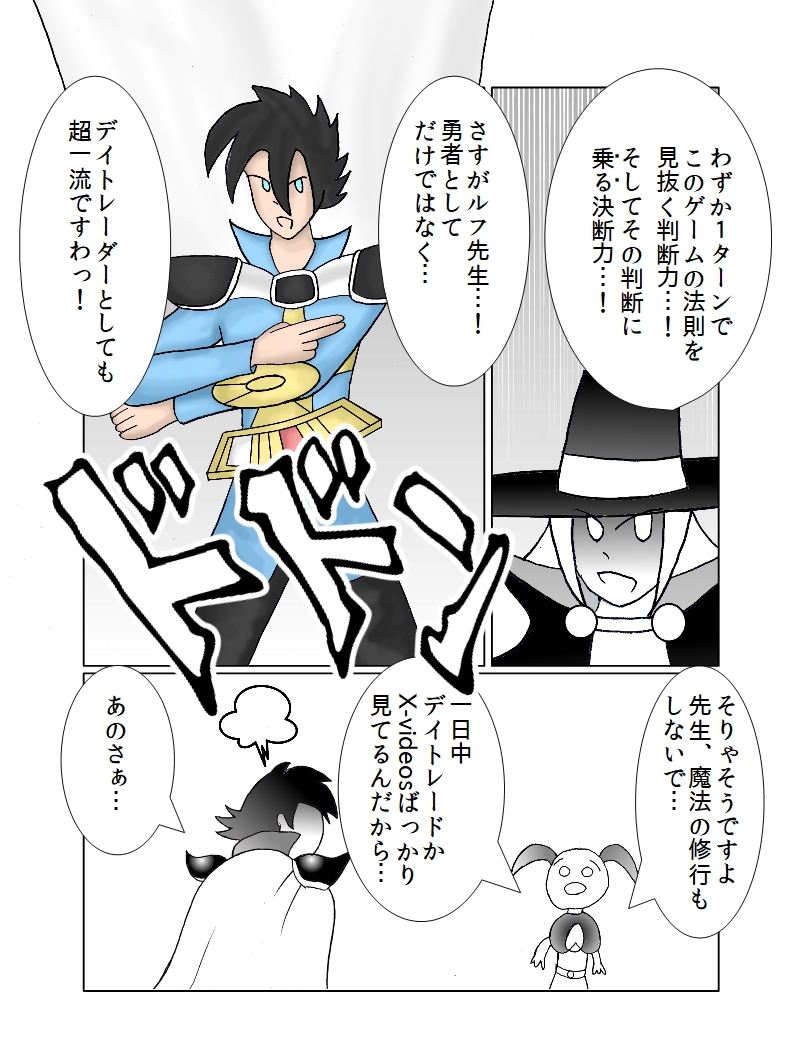 わずか1ターンで
このゲームの法則を
見抜く判断力…！
そしてその判断に
乗る決断力…！
さすがルフ先生…！
勇者として
だけではなく…
デイトレーダーとしても
超一流ですわっ！
ドドン
そりゃそうですよ
先生、魔法の修行も
しないで…
一日中
デイトレードか
X-videosばっかり
見てるんだから…
あのさぁ…